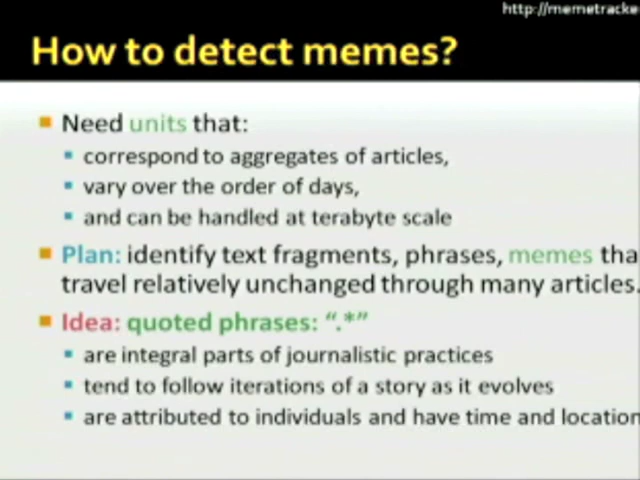 http://memetracke
How to detect memes?
Need units that:
correspond to aggregates of articles,
vary over the order of days,
and can be handled at terabyte scale
Plan: identify text fragments, phrases, memes tha
travel relatively unchanged through many articles.
Idea: quoted phrases: “.*”
are integral parts of journalistic practices
tend to follow iterations of a story as it evolves
are attributed to individuals and have time and location